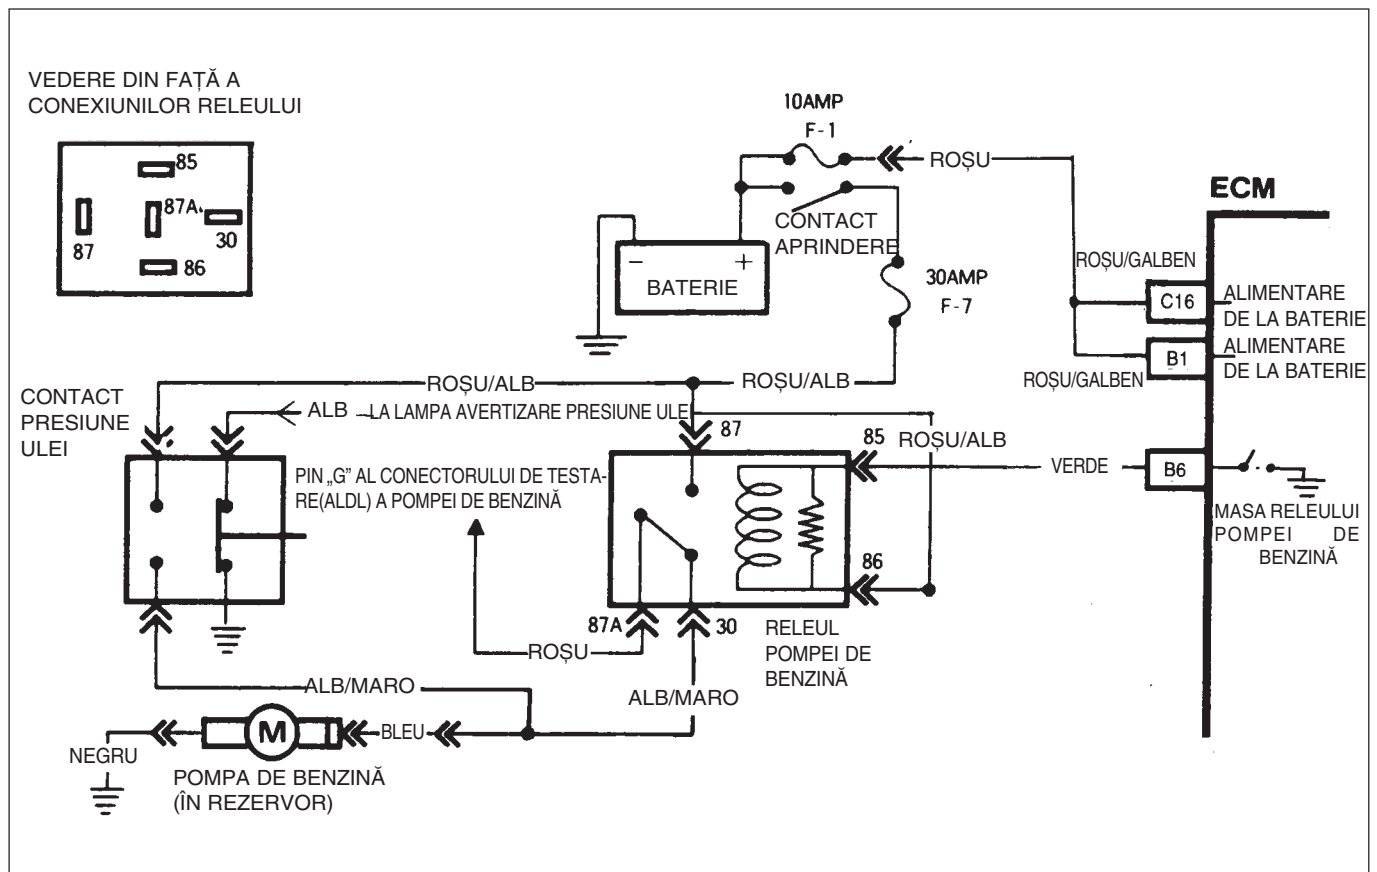 VEDERE DIN FAȚĂ A
CONEXIUNILOR RELEULUI
85
87A
30
87
86
10AMP
F-1
ROȘU
ECM
CONTACT
APRINDERE
- +
BATERIE
30AMP
F-7
ROȘU/GALBEN
C16
ALIMENTARE
DE LA BATERIE
B1
ALIMENTARE
DE LA BATERIE
ROȘU/GALBEN
ROȘU/ALB
ROȘU/ALB
CONTACT
PRESIUNE
ULEI
ALB
LA LAMPA AVERTIZARE PRESIUNE ULE
87
85
ROȘU/ALB
VERDE
B6
PIN „G” AL CONECTORULUI DE TESTA-
RE(ALDL) A POMPEI DE BENZINĂ
MASA RELEULUI
POMPEI DE
BENZINĂ
86
87A
30
RELEUL
POMPEI DE
BENZINĂ
ROȘU
ALB/MARO
ALB/MARO
M
BLEU
NEGRU
POMPA DE BENZINĂ
(ÎN REZERVOR)